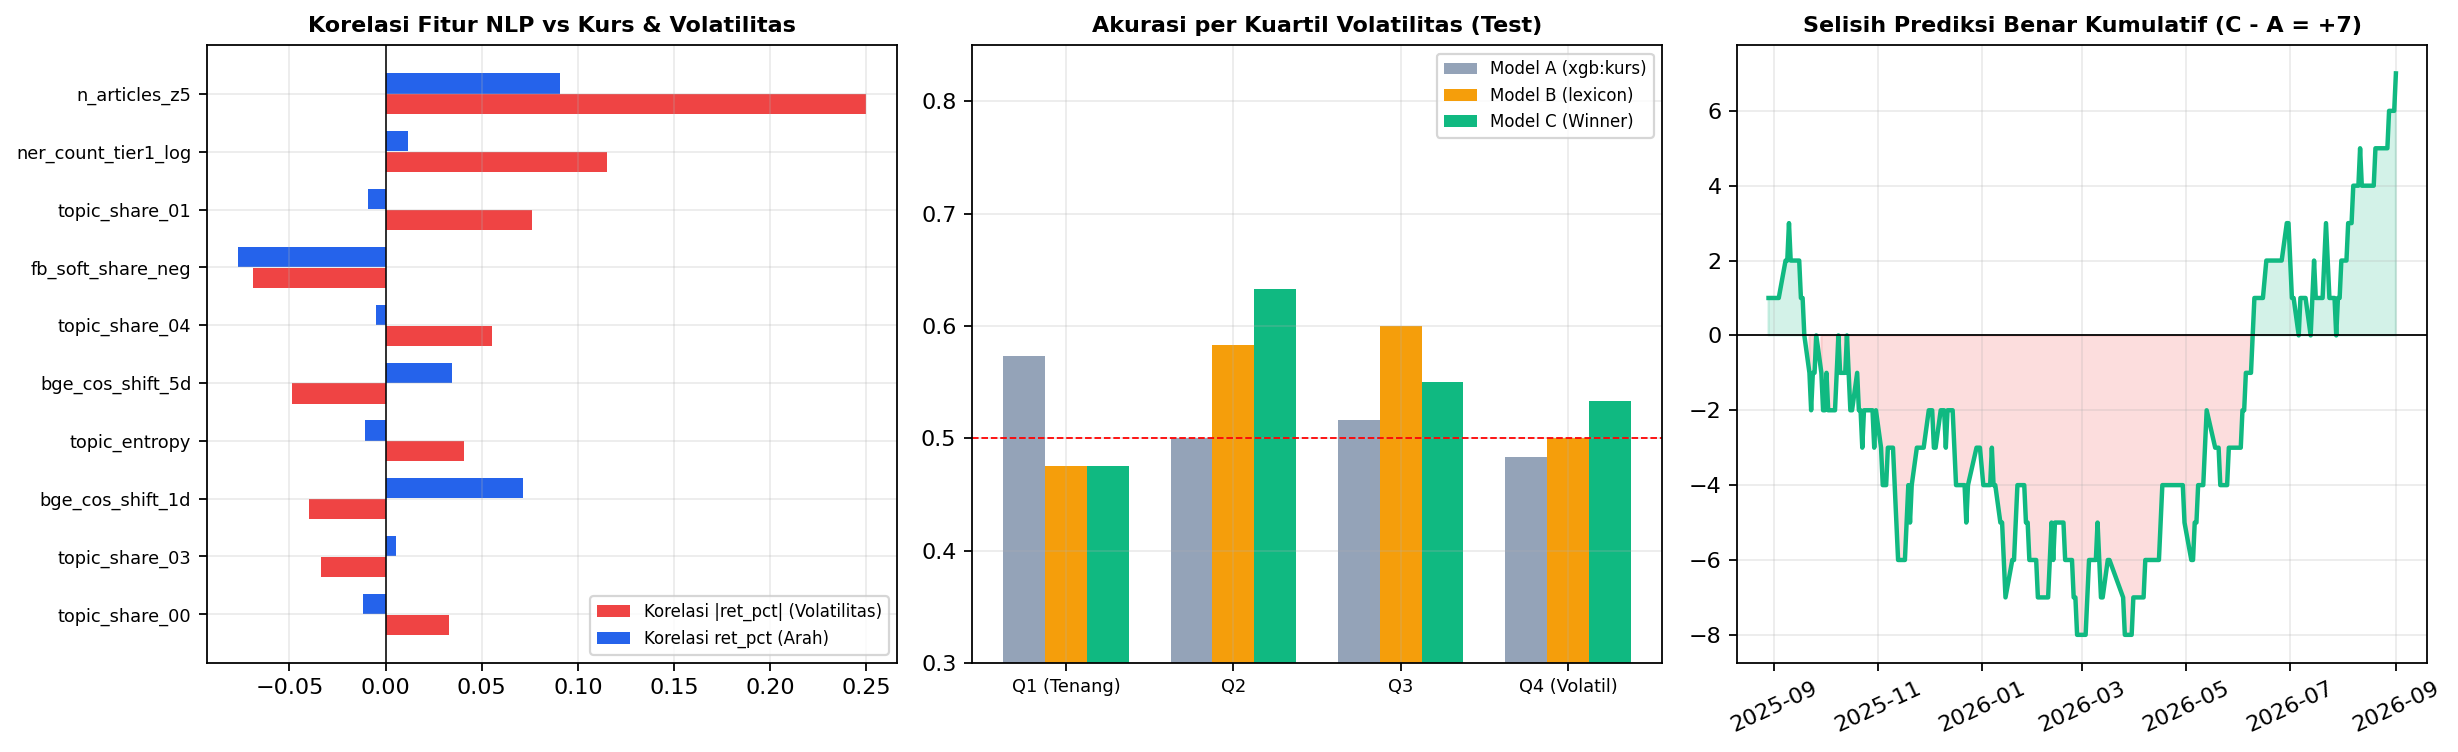 Korelasi Fitur NLP vs Kurs & Volatilitas
n_articles_z5
ner_count_tier1_log
topic_share_01
fb_soft_share_neg
topic_share_04
bge_cos_shift_5d
topic_entropy
bge_cos_shift_1d
topic_share_03
topic_share_00
Korelasi |ret_pct| (Volatilitas)
Korelasi ret_pct (Arah)
−0.05 0.00 0.05 0.10 0.15 0.20 0.25
Akurasi per Kuartil Volatilitas (Test)
Model A (xgb:kurs)
Model B (lexicon)
Model C (Winner)
0.8
0.7
0.6
0.5
0.4
0.3
Q1 (Tenang) Q2 Q3 Q4 (Volatil)
Selisih Prediksi Benar Kumulatif (C - A = +7)
6
4
2
0
−2
−4
−6
−8
2025-09 2025-11 2026-01 2026-03 2026-05 2026-07 2026-09